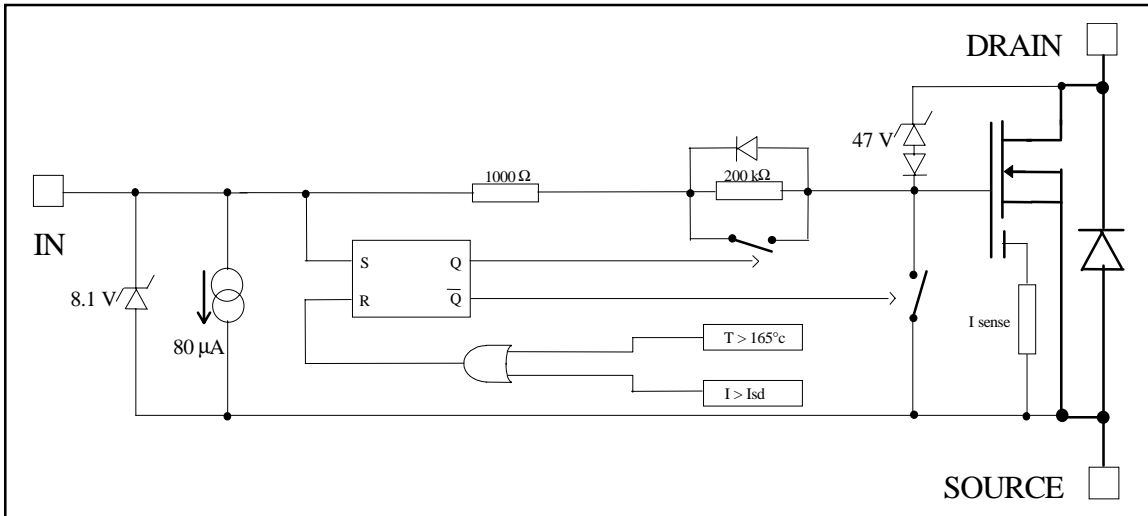 DRAIN
47 V
1000 Ω
200 kΩ
IN
S
Q
R
Q̅
8.1 V
80 µA
I sense
T > 165°c
I > Isd
SOURCE